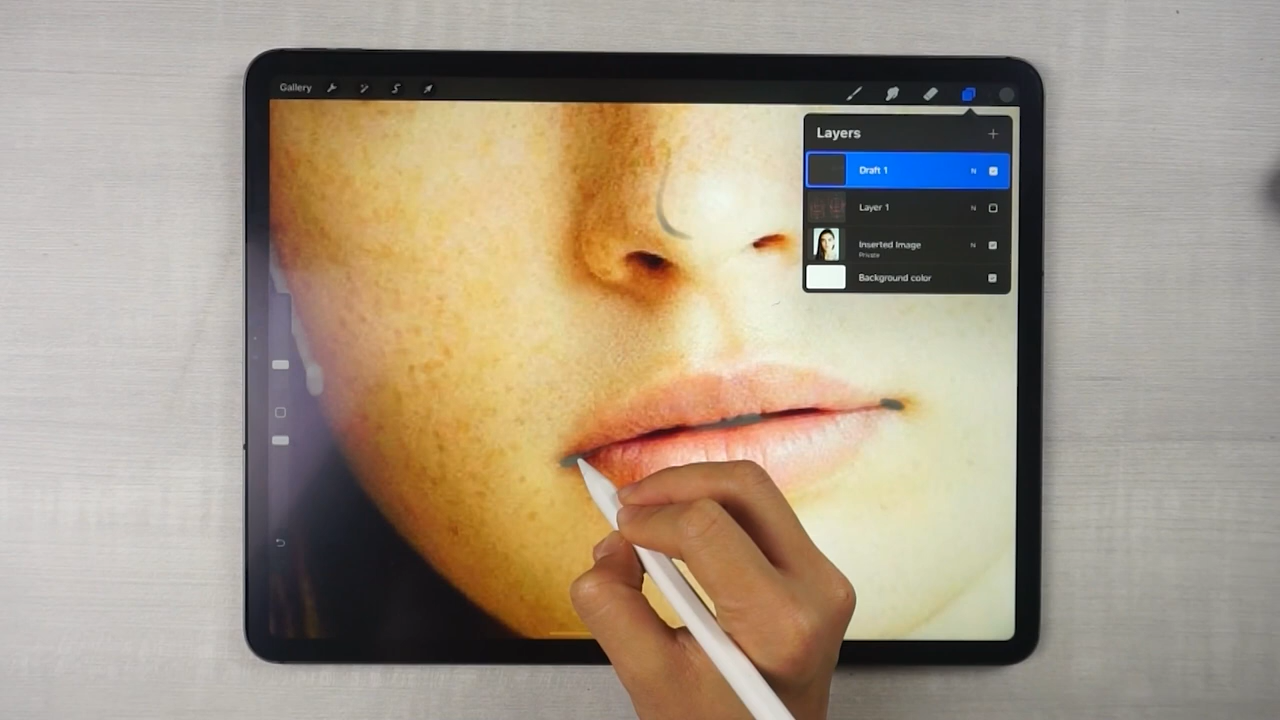 Gallery
Layers
Draft 1 N
Layer 1 N
Inserted Image N
Private
Background color